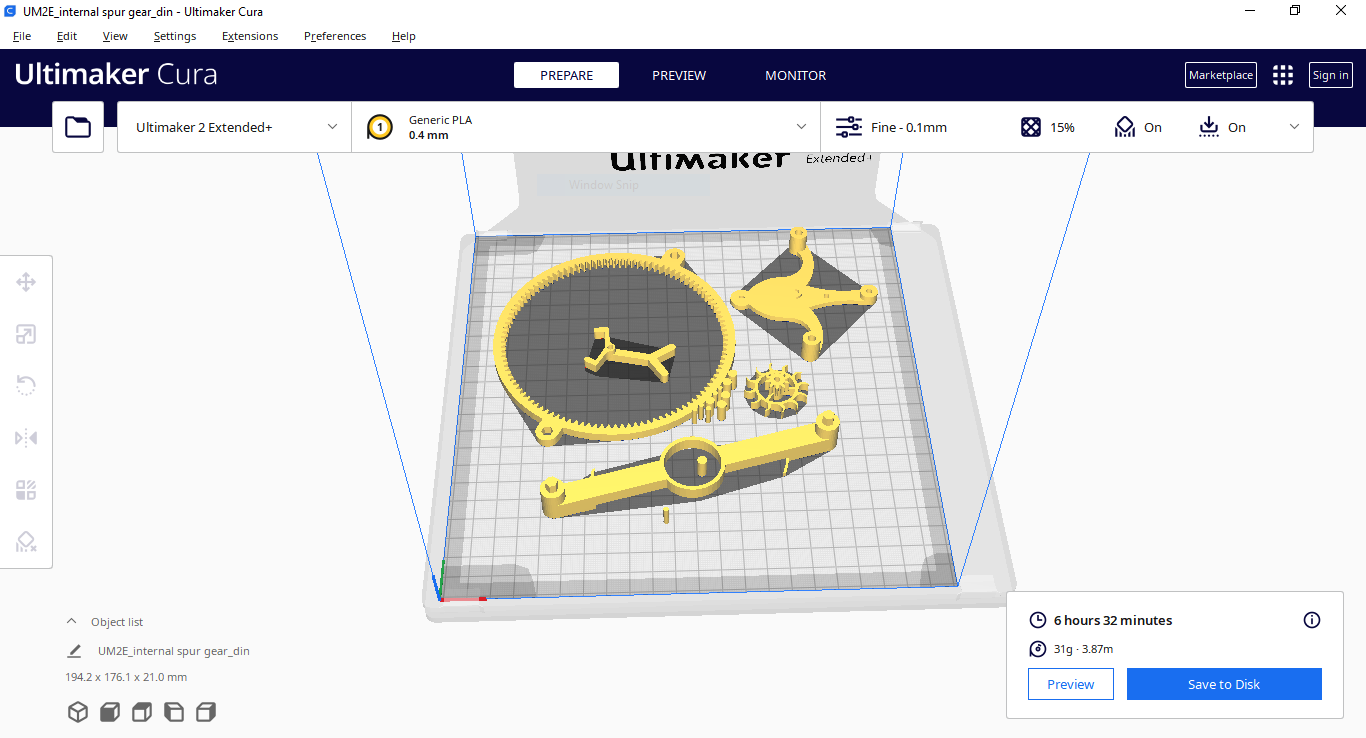 UM2E_internal spur gear_din - Ultimaker Cura
File Edit View Settings Extensions Preferences Help
Ultimaker Cura PREPARE PREVIEW MONITOR Marketplace Sign in
Ultimaker 2 Extended+
1
Generic PLA
0.4 mm
Fine - 0.1mm 15% On On
Ultimaker Extended+
Window Snip
Object list
UM2E_internal spur gear_din
194.2 x 176.1 x 21.0 mm
6 hours 32 minutes
31g · 3.87m
Preview Save to Disk